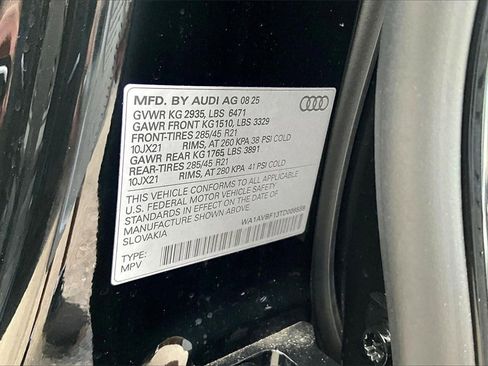 MFD. BY AUDI AG 08 25
GVWR KG 2935, LBS 6471
GAWR FRONT KG1510, LBS 3329
FRONT-TIRES 285/45 R21
10JX21 RIMS, AT 260 KPA 38 PSI COLD
GAWR REAR KG1765, LBS 3891
REAR-TIRES 285/45 R21
10JX21 RIMS, AT 280 KPA 41 PSI COLD
THIS VEHICLE CONFORMS TO ALL APPLICABLE
U.S. FEDERAL MOTOR VEHICLE SAFETY
STANDARDS IN EFFECT ON THE DATE OF
MANUFACTURE SHOWN ABOVE
SLOVAKIA
TYPE:
MPV